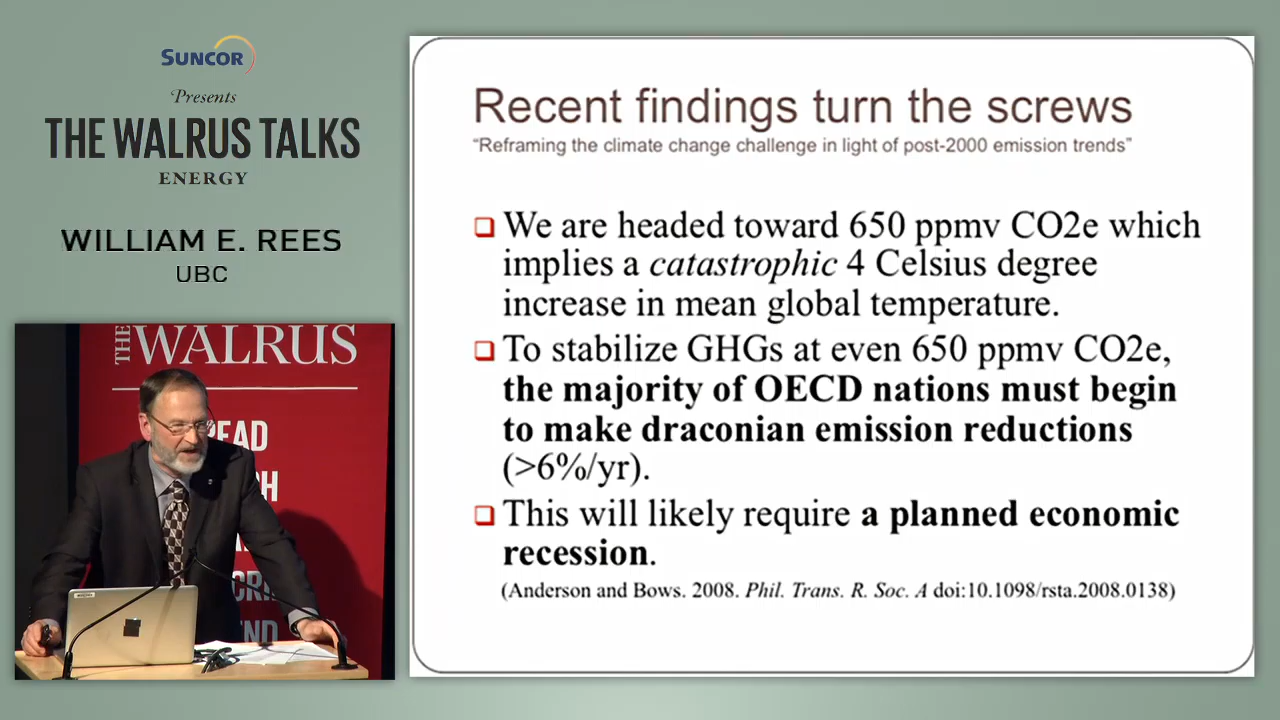 SUNCOR
Presents
THE WALRUS TALKS
ENERGY
WILLIAM E. REES
UBC
THE WALRUS
Recent findings turn the screws
“Reframing the climate change challenge in light of post-2000 emission trends”
We are headed toward 650 ppmv CO2e which
implies a catastrophic 4 Celsius degree
increase in mean global temperature.
To stabilize GHGs at even 650 ppmv CO2e,
the majority of OECD nations must begin
to make draconian emission reductions
(>6%/yr).
This will likely require a planned economic
recession.
(Anderson and Bows. 2008. Phil. Trans. R. Soc. A doi:10.1098/rsta.2008.0138)